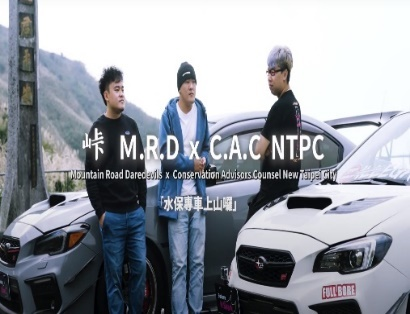 峠 M.R.D x C.A.C NTPC
Mountain Road Daredevils x Conservation Advisors Counsel New Taipei City
「水保專車上山囉」
FULL BORE